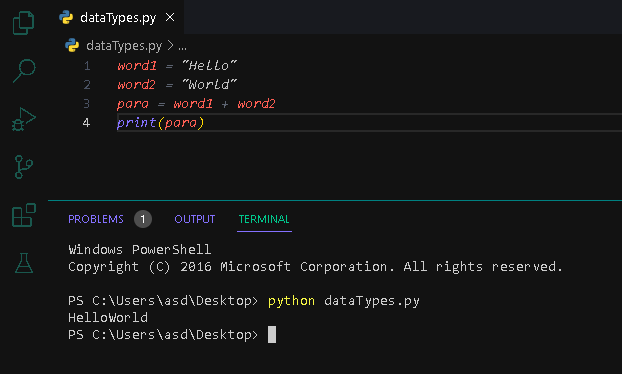 dataTypes.py ×
dataTypes.py > ...
1 word1 = "Hello"
2 word2 = "World"
3 para = word1 + word2
4 print(para)
PROBLEMS 1 OUTPUT TERMINAL
Windows PowerShell
Copyright (C) 2016 Microsoft Corporation. All rights reserved.
PS C:\Users\asd\Desktop> python dataTypes.py
HelloWorld
PS C:\Users\asd\Desktop>